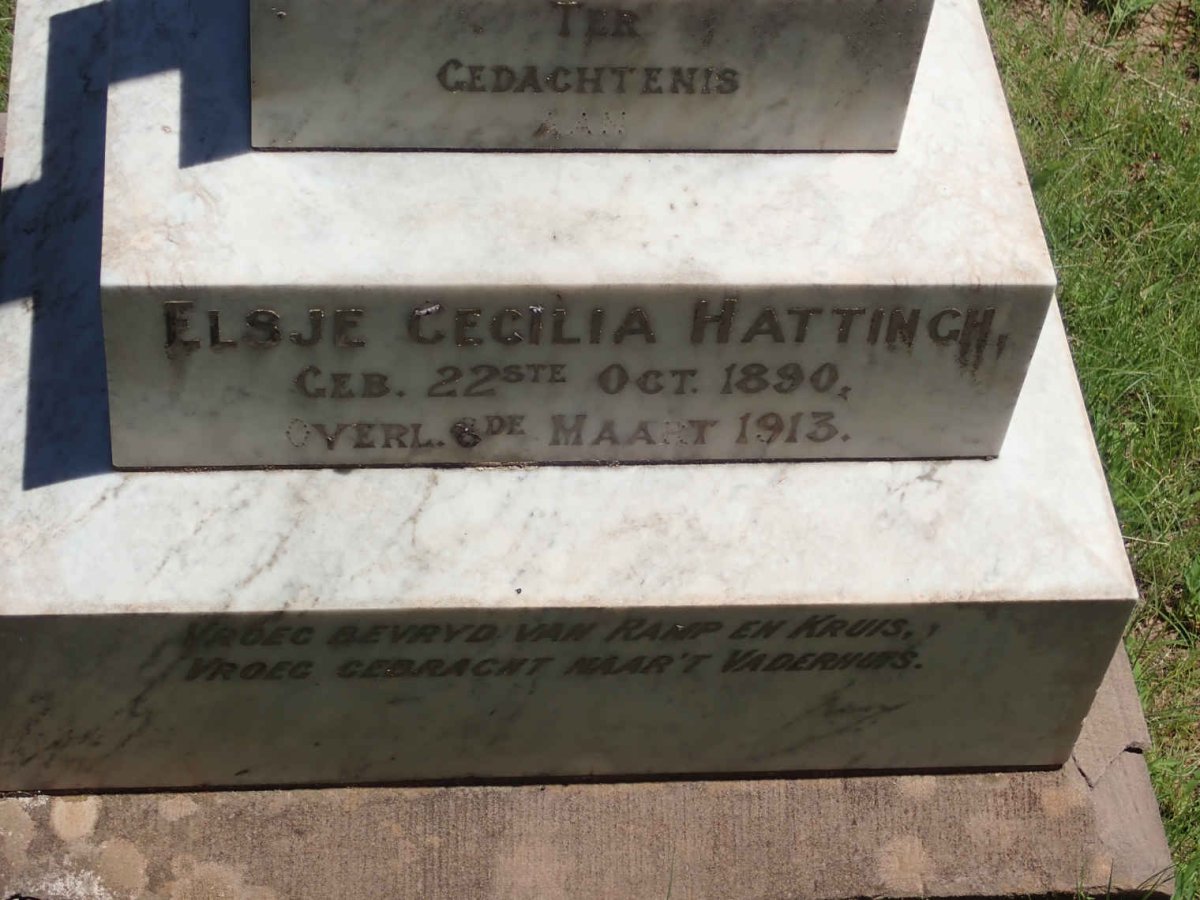 TER
GEDACHTENIS
AAN
ELSJE CECILIA HATTINGH,
GEB. 22STE OCT. 1890,
OVERL. 6DE MAART 1913.
VROEG BEVRYD VAN RAMP EN KRUIS,
VROEG GEBRACHT NAAR'T VADERHUIS.